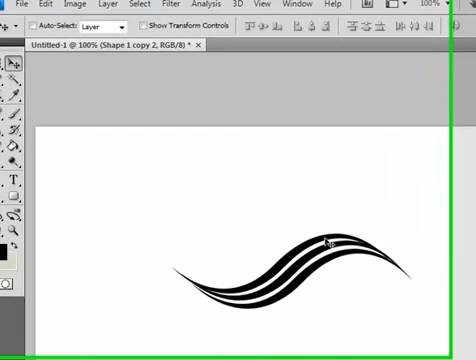 File Edit Image Layer Select Filter Analysis 3D View Window Help Br 100%
Auto-Select: Layer Show Transform Controls
Untitled-1 @ 100% (Shape 1 copy 2, RGB/8) * ×
T